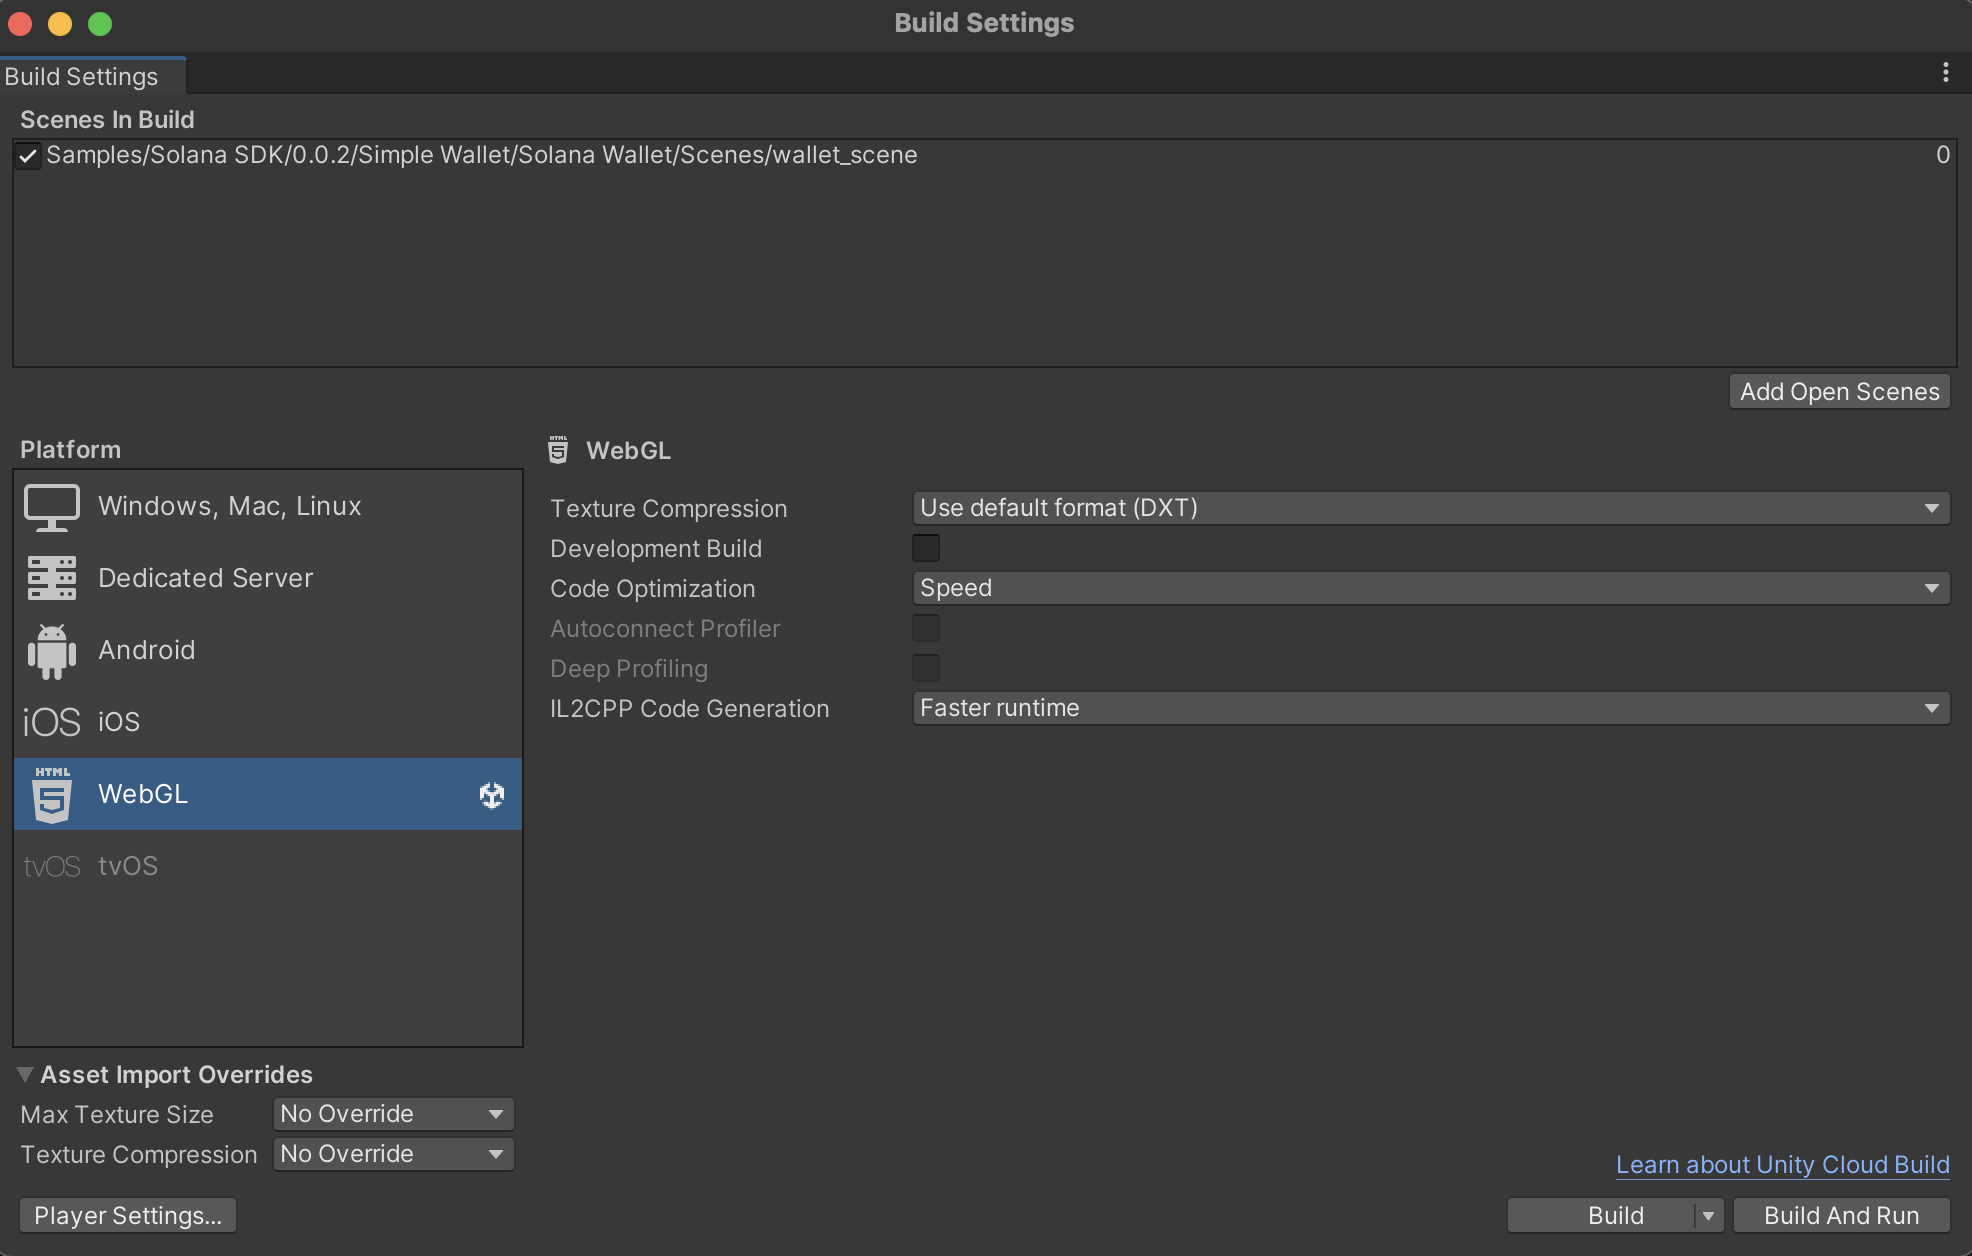 Build Settings
Build Settings
Scenes In Build
Samples/Solana SDK/0.0.2/Simple Wallet/Solana Wallet/Scenes/wallet_scene 0
Add Open Scenes
Platform
Windows, Mac, Linux
Dedicated Server
Android
iOS iOS
HTML 5 WebGL
tvOS tvOS
HTML 5 WebGL
Texture Compression Use default format (DXT)
Development Build
Code Optimization Speed
Autoconnect Profiler
Deep Profiling
IL2CPP Code Generation Faster runtime
Asset Import Overrides
Max Texture Size No Override
Texture Compression No Override
Learn about Unity Cloud Build
Player Settings... Build Build And Run